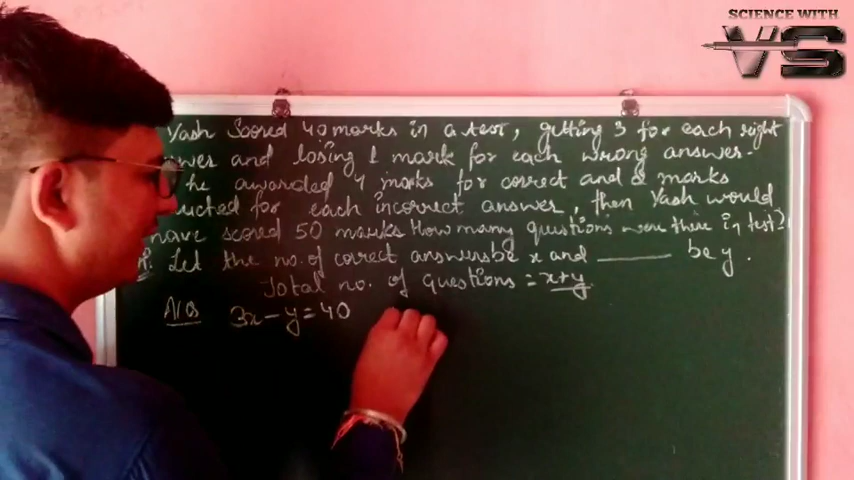 SCIENCE WITH
VS
Yash Scored 40 marks in a test, getting 3 for each right
and losing 1 mark for each wrong answer.
he awarded 4 marks for correct and 2 marks
for each incorrect answer, then Yash would
have scored 50 marks How many questions were there in test?
Let the no. of correct answers be x and ______ be y.
Total no. of questions = x+y.
A/Q 3x - y = 40